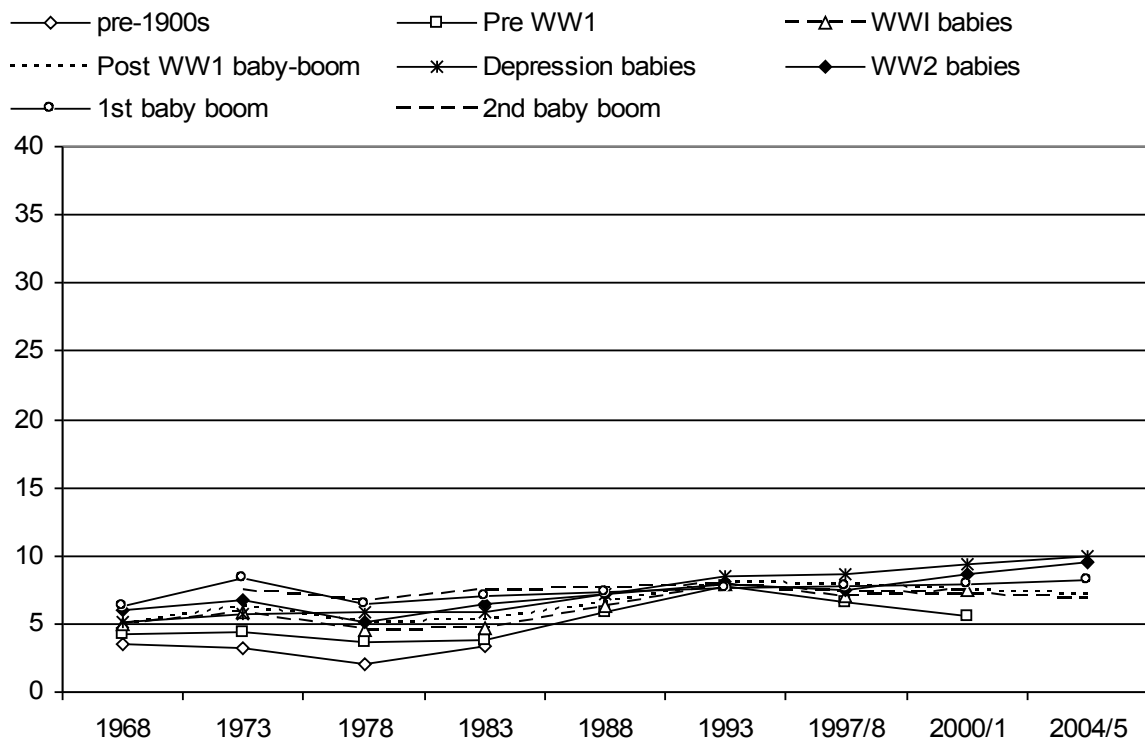 pre-1900s Pre WW1 WWI babies
Post WW1 baby-boom Depression babies WW2 babies
1st baby boom 2nd baby boom
40
35
30
25
20
15
10
5
0
1968 1973 1978 1983 1988 1993 1997/8 2000/1 2004/5